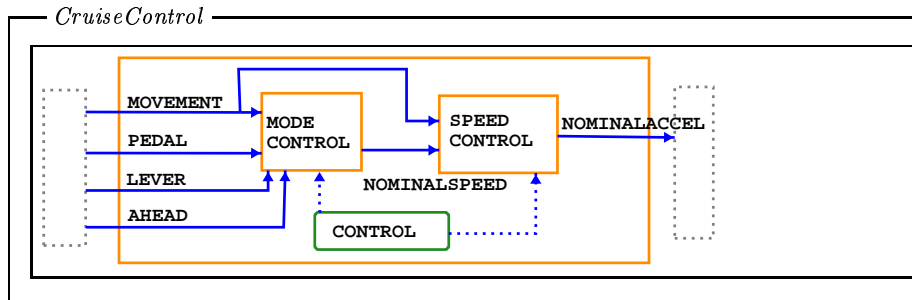 CruiseControl
MOVEMENT
MODE
CONTROL
SPEED
CONTROL
NOMINALACCEL
PEDAL
LEVER
NOMINALSPEED
AHEAD
CONTROL